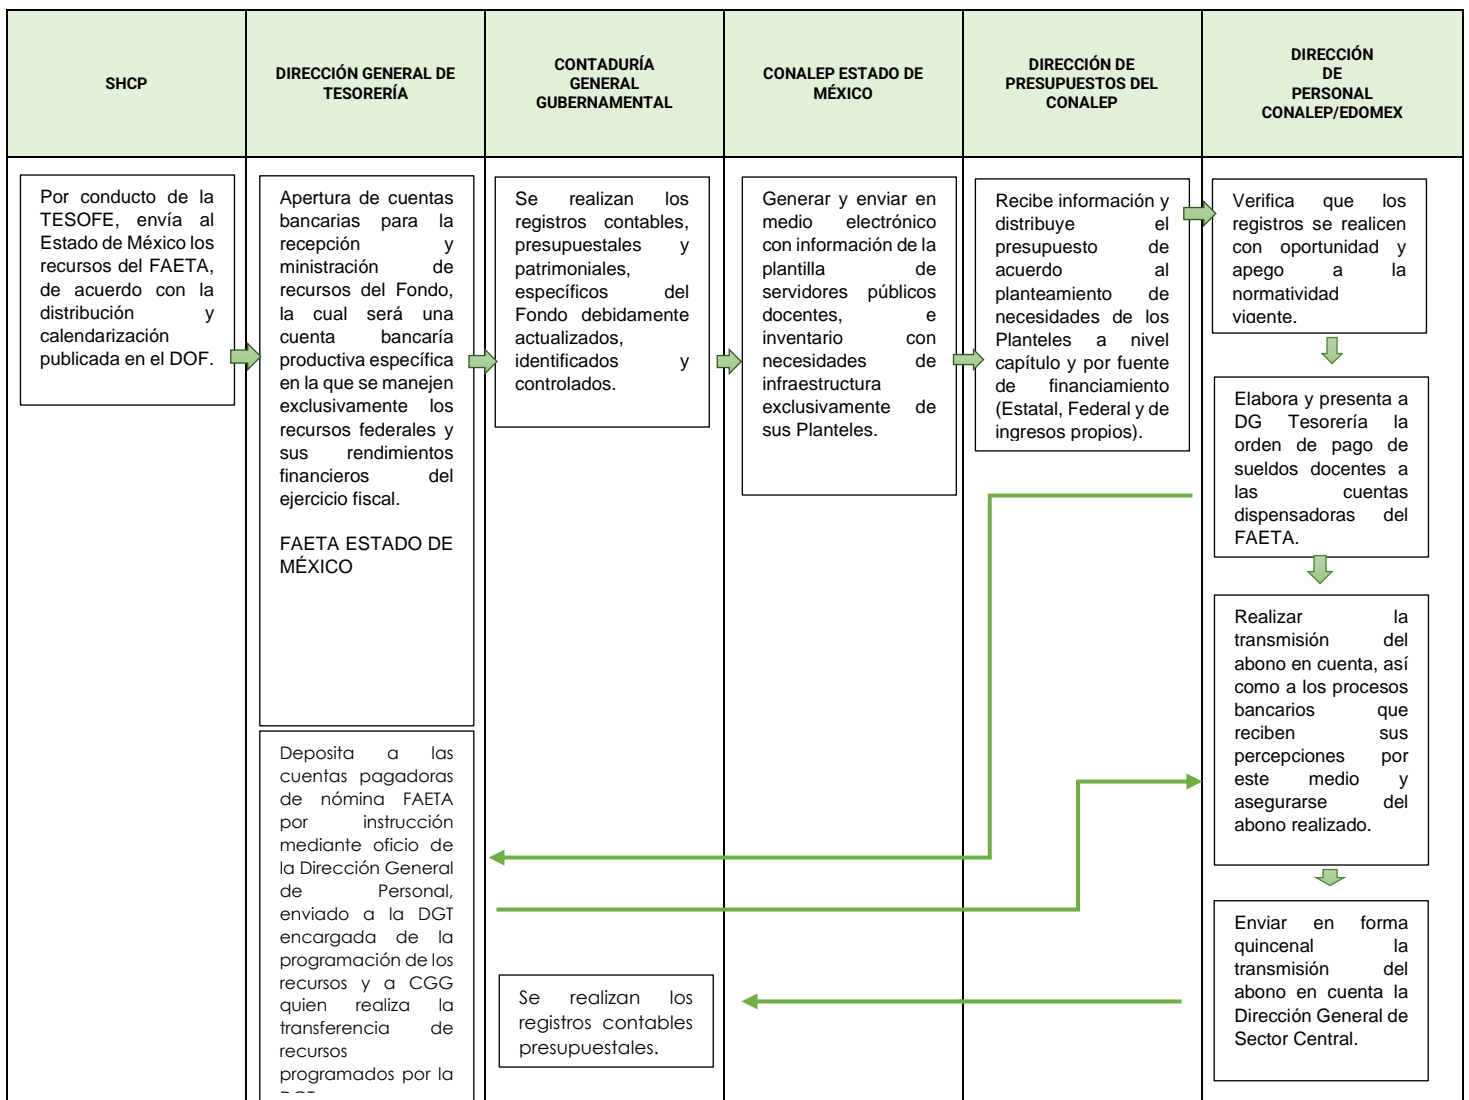 SHCP
DIRECCIÓN GENERAL DE
TESORERÍA
CONTADURÍA
GENERAL
GUBERNAMENTAL
CONALEP ESTADO DE
MÉXICO
DIRECCIÓN DE
PRESUPUESTOS DEL
CONALEP
DIRECCIÓN
DE
PERSONAL
CONALEP/EDOMEX
Por conducto de la
TESOFE, envía al
Estado de México los
recursos del FAETA,
de acuerdo con la
distribución y
calendarización
publicada en el DOF.
Apertura de cuentas
bancarias para la
recepción y
ministración de
recursos del Fondo,
la cual será una
cuenta bancaría
productiva específica
en la que se manejen
exclusivamente los
recursos federales y
sus rendimientos
financieros del
ejercicio fiscal.
FAETA ESTADO DE
MÉXICO
Deposita a las
cuentas pagadoras
de nómina FAETA
por instrucción
mediante oficio de
la Dirección General
de Personal,
enviado a la DGT
encargada de la
programación de los
recursos y a CGG
quien realiza la
transferencia de
recursos
programados por la
DGT
Se realizan los
registros contables,
presupuestales y
patrimoniales,
específicos del
Fondo debidamente
actualizados,
identificados y
controlados.
Se realizan los
registros contables
presupuestales.
Generar y enviar en
medio electrónico
con información de la
plantilla de
servidores públicos
docentes, e
inventario con
necesidades de
infraestructura
exclusivamente de
sus Planteles.
Recibe información y
distribuye el
presupuesto de
acuerdo al
planteamiento de
necesidades de los
Planteles a nivel
capítulo y por fuente
de financiamiento
(Estatal, Federal y de
ingresos propios).
Verifica que los
registros se realicen
con oportunidad y
apego a la
normatividad
vigente.
Elabora y presenta a
DG Tesorería la
orden de pago de
sueldos docentes a
las cuentas
dispensadoras del
FAETA.
Realizar la
transmisión del
abono en cuenta, así
como a los procesos
bancarios que
reciben sus
percepciones por
este medio y
asegurarse del
abono realizado.
Enviar en forma
quincenal la
transmisión del
abono en cuenta la
Dirección General de
Sector Central.